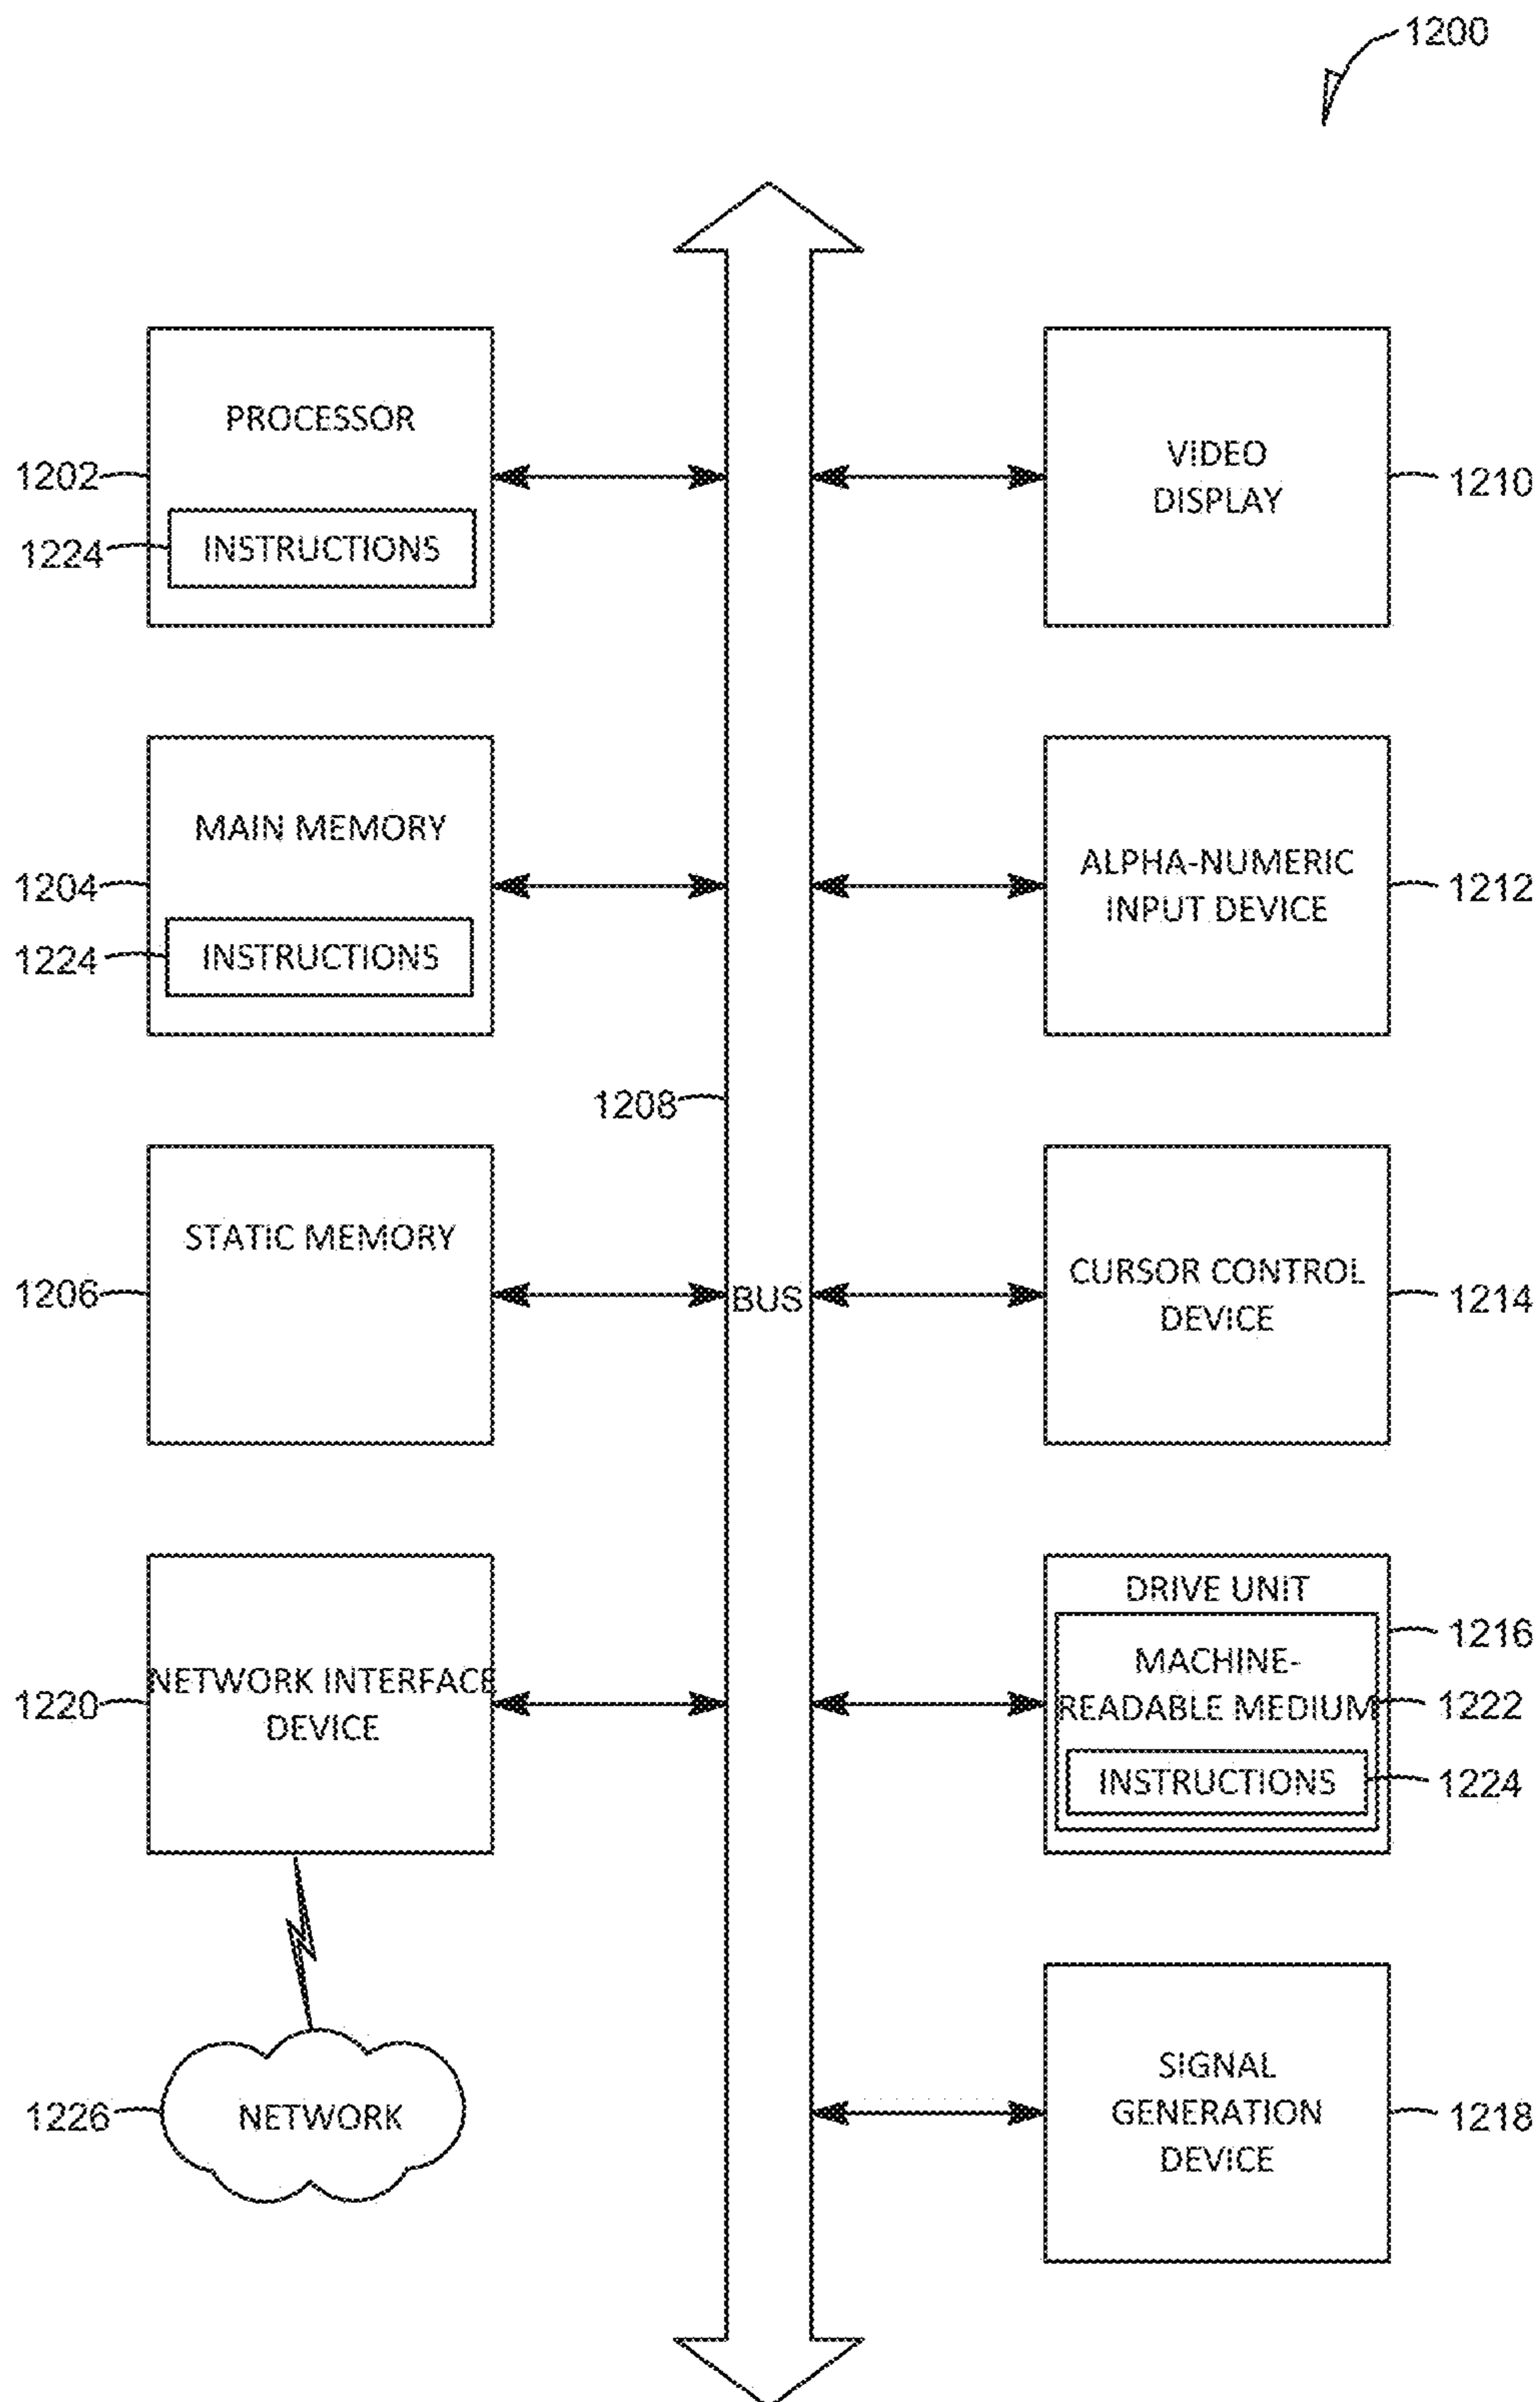 1200
PROCESSOR
1202
INSTRUCTIONS
1224
VIDEO
DISPLAY
1210
MAIN MEMORY
1204
INSTRUCTIONS
1224
ALPHA-NUMERIC
INPUT DEVICE
1212
1208
STATIC MEMORY
1206
BUS
CURSOR CONTROL
DEVICE
1214
NETWORK INTERFACE
DEVICE
1220
DRIVE UNIT
1216
MACHINE-
READABLE MEDIUM
1222
INSTRUCTIONS
1224
NETWORK
1226
SIGNAL
GENERATION
DEVICE
1218